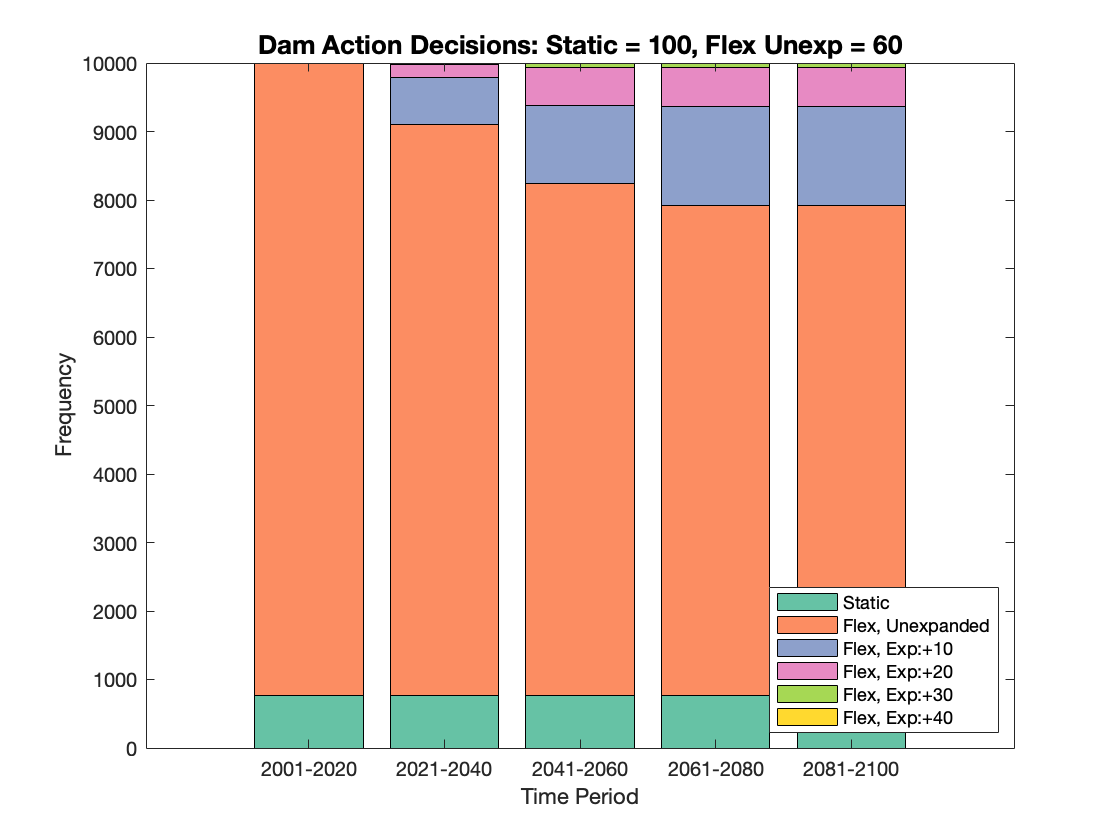 Dam Action Decisions: Static = 100, Flex Unexp = 60
10000
9000
8000
7000
6000
5000
4000
3000
2000
1000
0
Frequency
Static
Flex, Unexpanded
Flex, Exp:+10
Flex, Exp:+20
Flex, Exp:+30
Flex, Exp:+40
2001-2020 2021-2040 2041-2060 2061-2080 2081-2100
Time Period